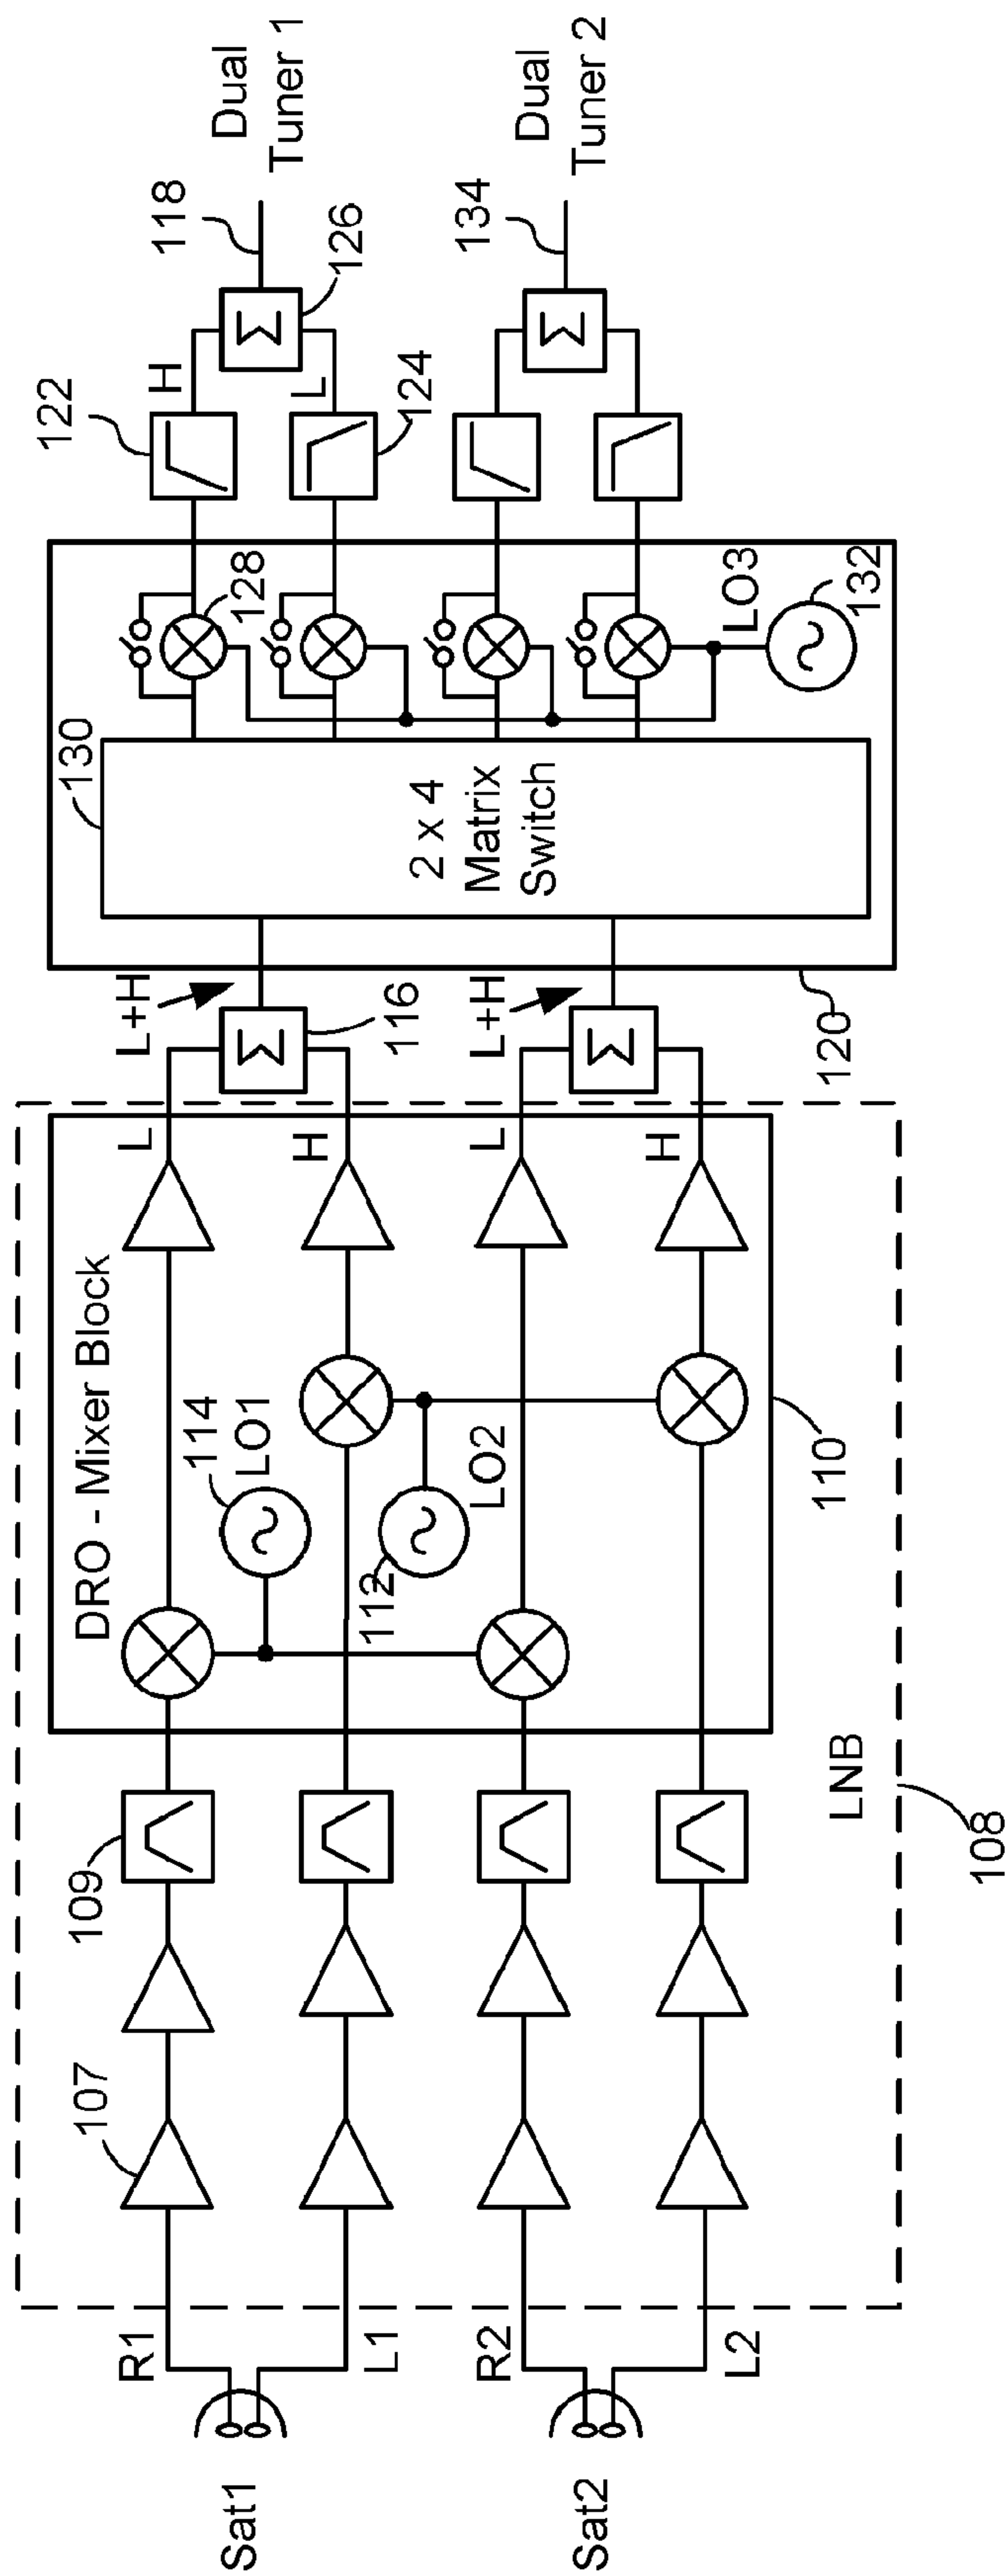 Sat1
Sat2
R1
L1
R2
L2
107
109
LNB
108
DRO - Mixer Block
114
LO1
112
LO2
110
L
H
L
H
L+H
116
L+H
120
130
2 x 4
Matrix
Switch
128
LO3
132
122
H
L
124
118
126
134
Dual
Tuner 1
Dual
Tuner 2